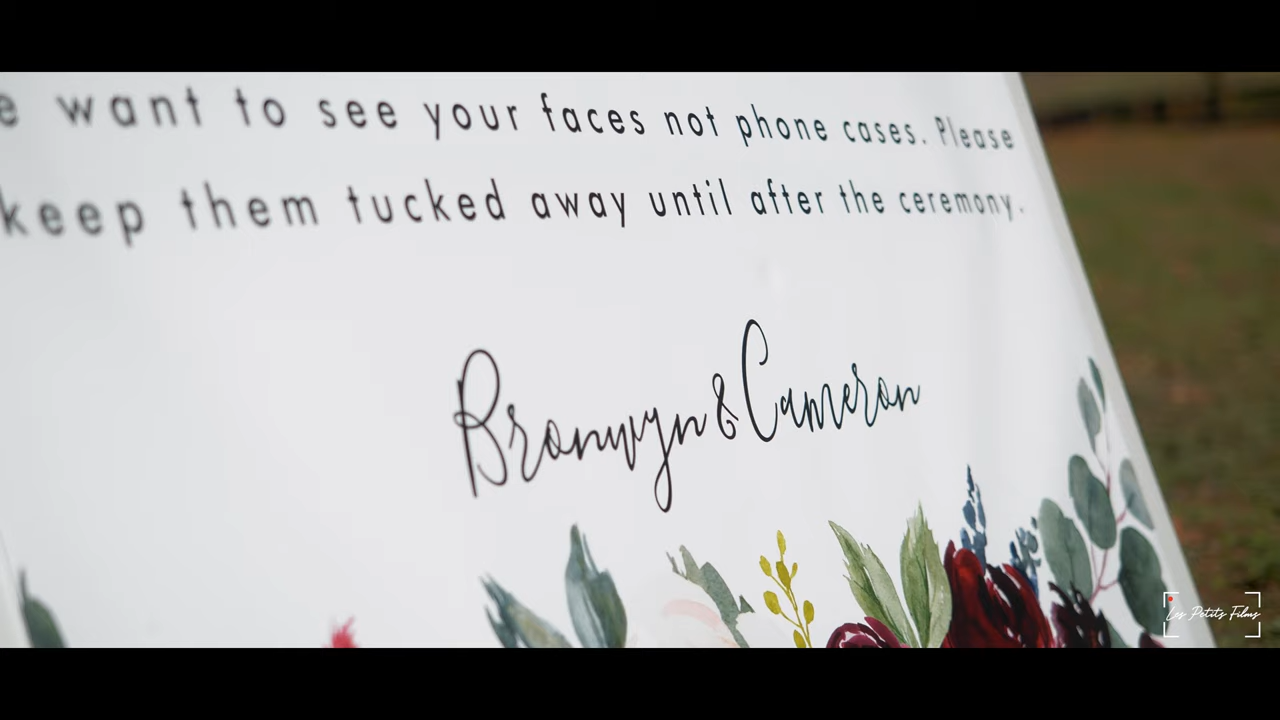 e want to see your faces not phone cases. Please
keep them tucked away until after the ceremony.
Bronwyn & Cameron
Les Petits Films